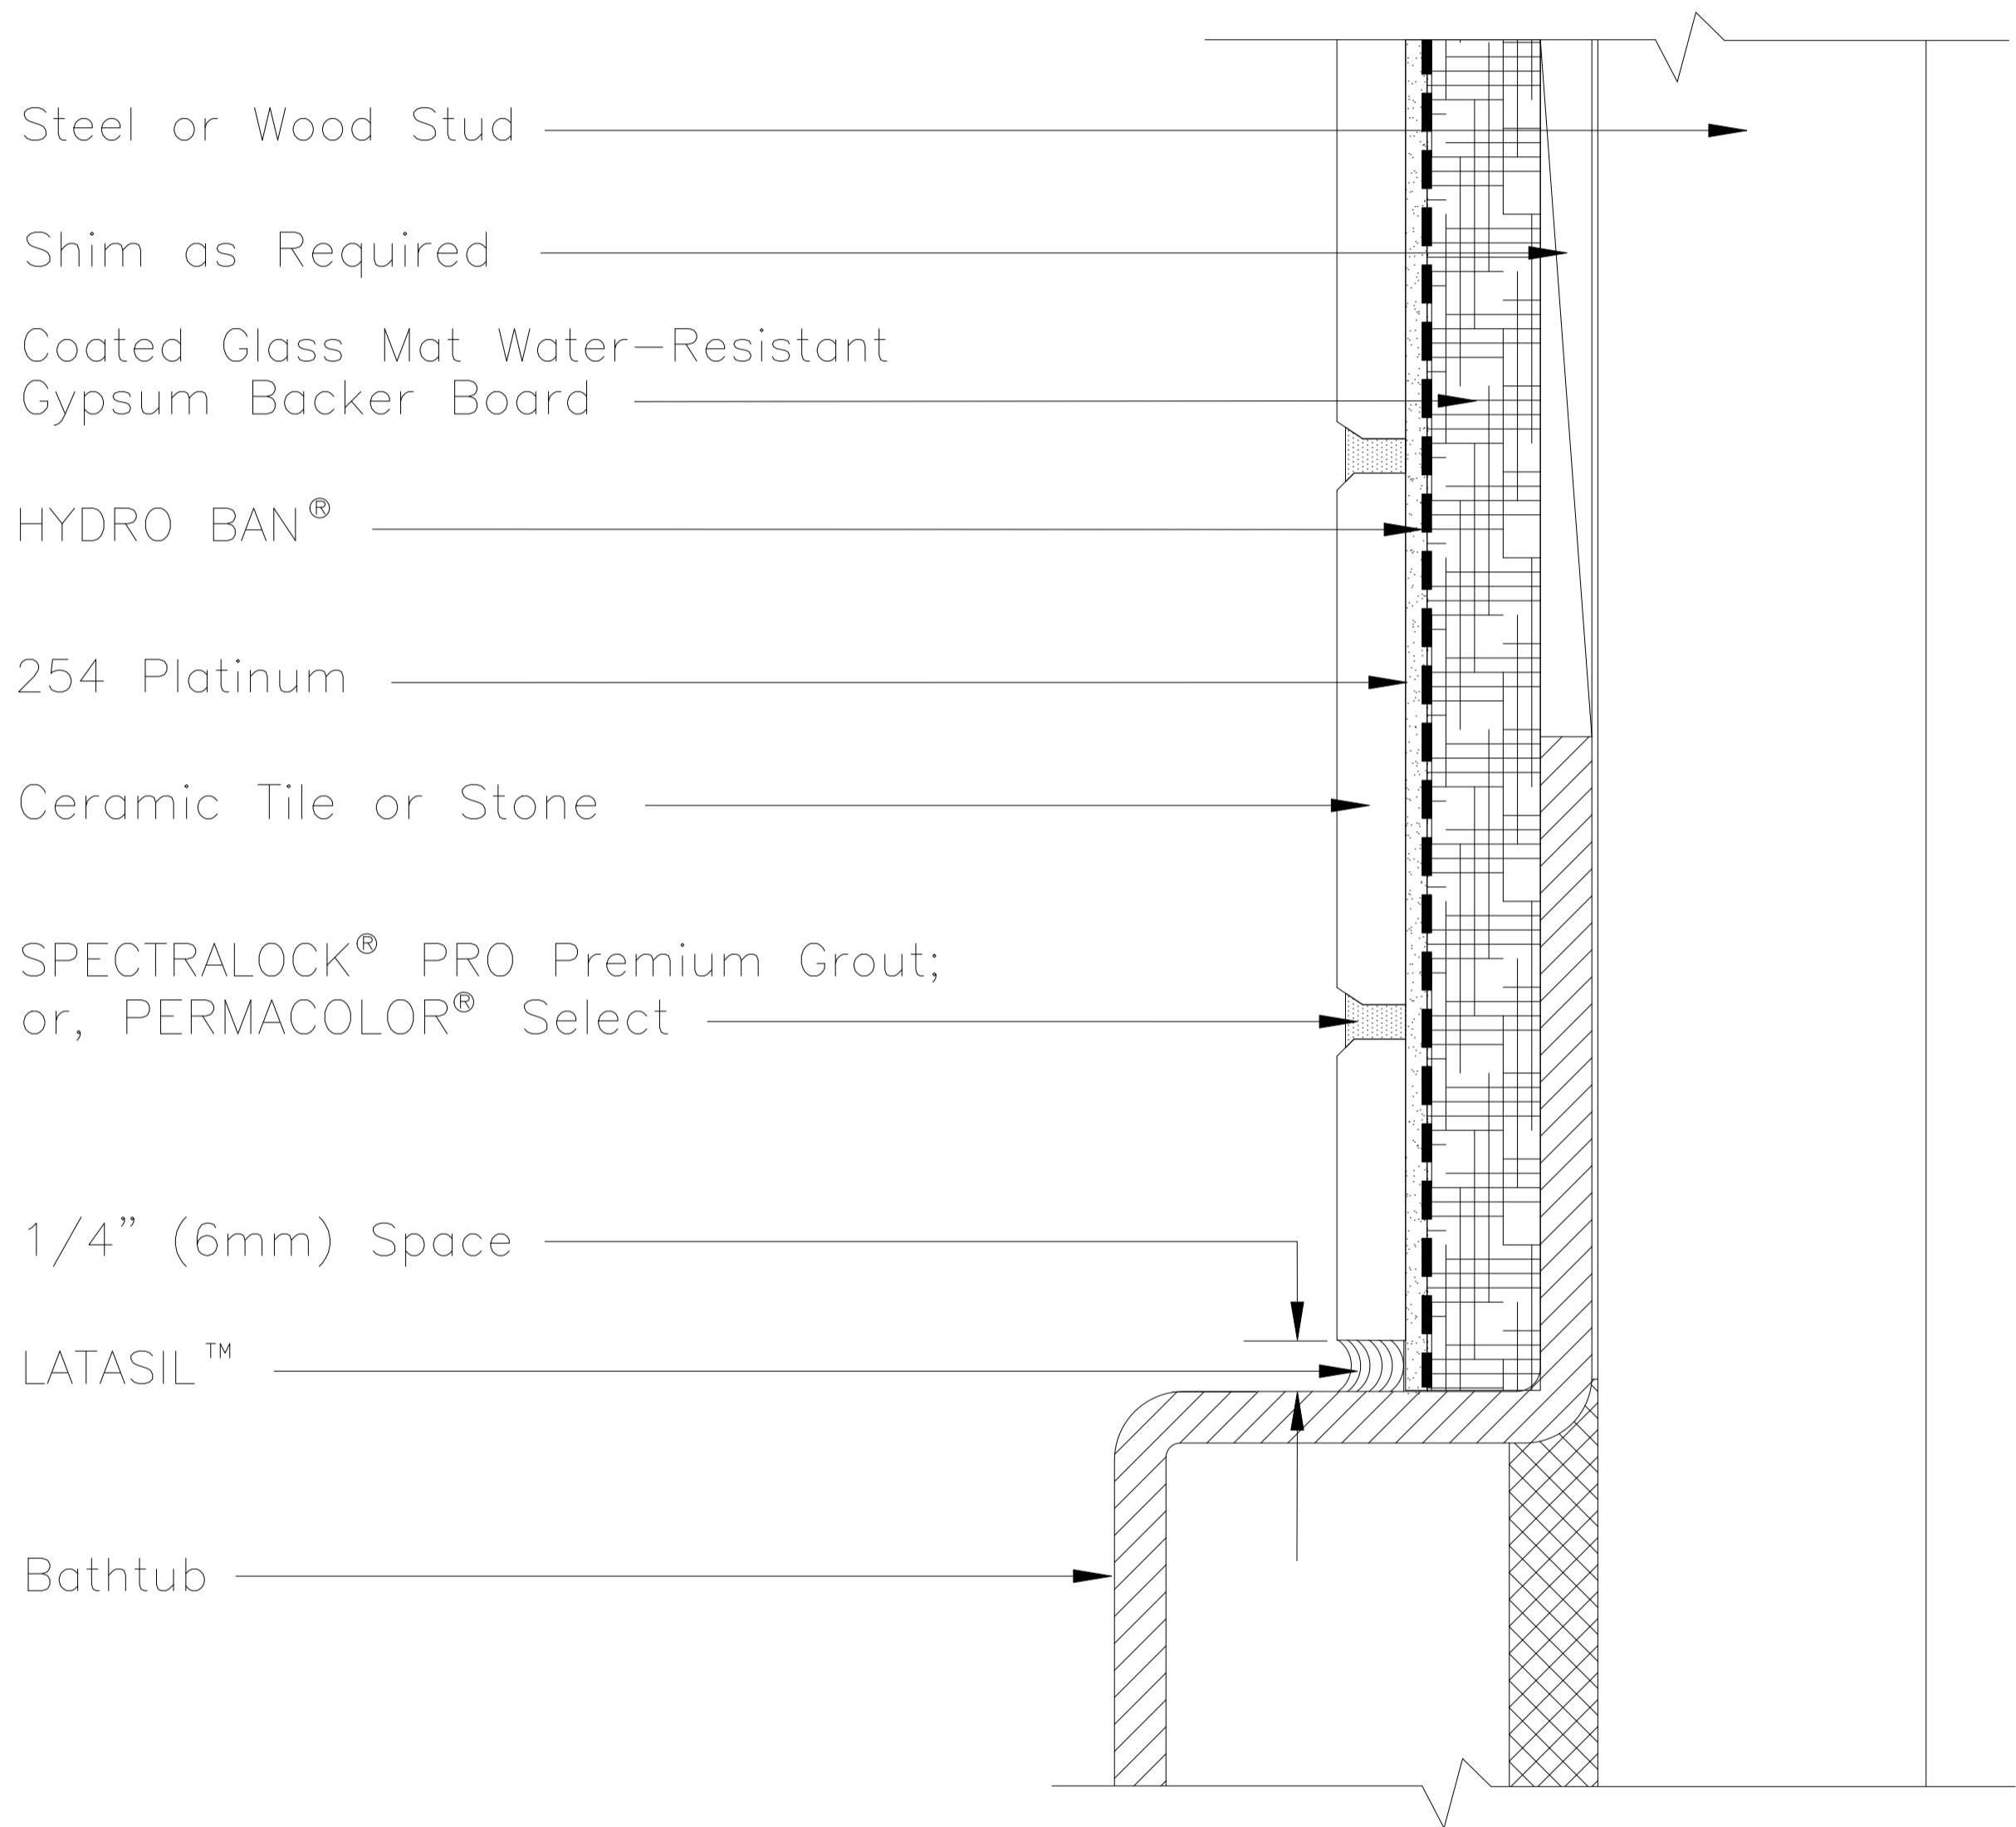 Steel or Wood Stud
Shim as Required
Coated Glass Mat Water-Resistant
Gypsum Backer Board
HYDRO BAN®
254 Platinum
Ceramic Tile or Stone
SPECTRALOCK® PRO Premium Grout;
or, PERMACOLOR® Select
1/4” (6mm) Space
LATASIL™
Bathtub